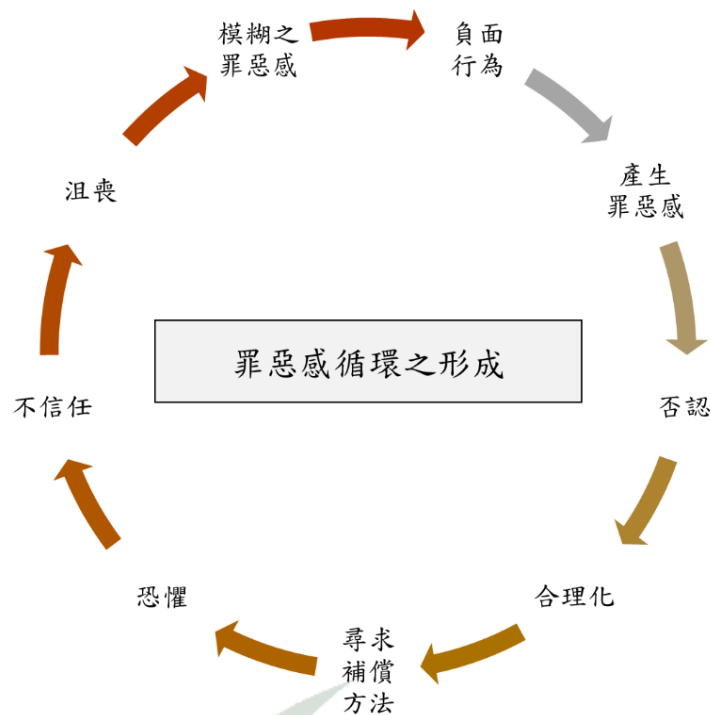 模糊之
罪惡感
負面
行為
產生
罪惡感
否認
合理化
尋求
補償
方法
恐懼
不信任
沮喪
罪惡感循環之形成